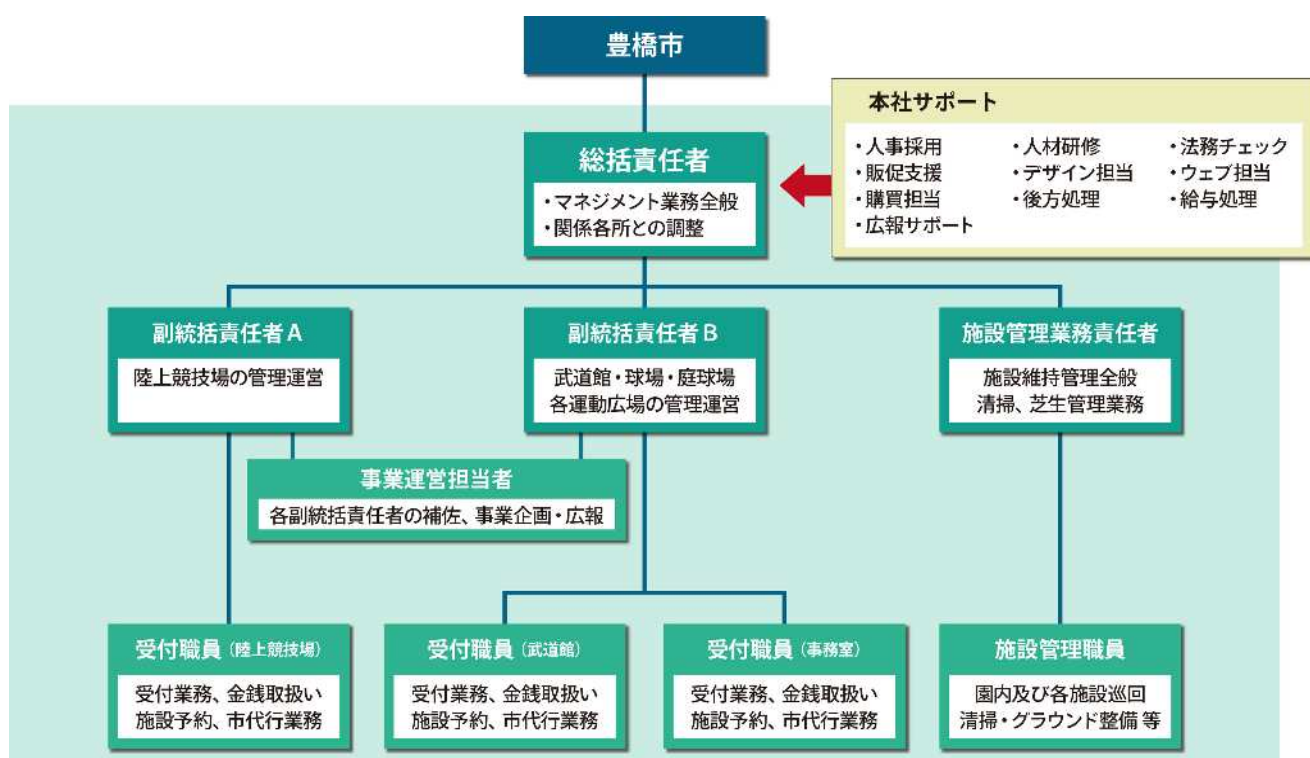 豊橋市
本社サポート
・人事採用
・人材研修
・法務チェック
・販促支援
・デザイン担当
・ウェブ担当
・購買担当
・後方処理
・給与処理
・広報サポート
総括責任者
・マネジメント業務全般
・関係各所との調整
副統括責任者A
陸上競技場の管理運営
副統括責任者B
武道館・球場・庭球場
各運動広場の管理運営
施設管理業務責任者
施設維持管理全般
清掃、芝生管理業務
事業運営担当者
各副統括責任者の補佐、事業企画・広報
受付職員（陸上競技場）
受付業務、金銭取扱い
施設予約、市代行業務
受付職員（武道館）
受付業務、金銭取扱い
施設予約、市代行業務
受付職員（事務室）
受付業務、金銭取扱い
施設予約、市代行業務
施設管理職員
園内及び各施設巡回
清掃・グラウンド整備 等